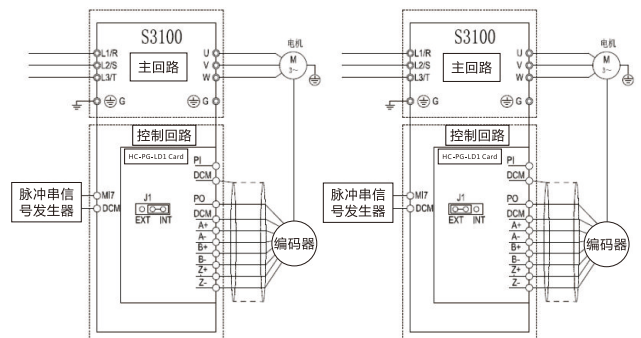 S3100
主回路
L1/R
L2/S
L3/T
G
U
V
W
G
电机
M
3～
控制回路
HC-PG-LD1 Card
PI
DCM
脉冲串信
号发生器
MI7
DCM
J1
EXT INT
PO
DCM
A+
A-
B+
B-
Z+
Z-
编码器
S3100
主回路
L1/R
L2/S
L3/T
G
U
V
W
G
电机
M
3～
控制回路
HC-PG-LD1 Card
PI
DCM
脉冲串信
号发生器
MI7
DCM
J1
EXT INT
PO
DCM
A+
A-
B+
B-
Z+
Z-
编码器